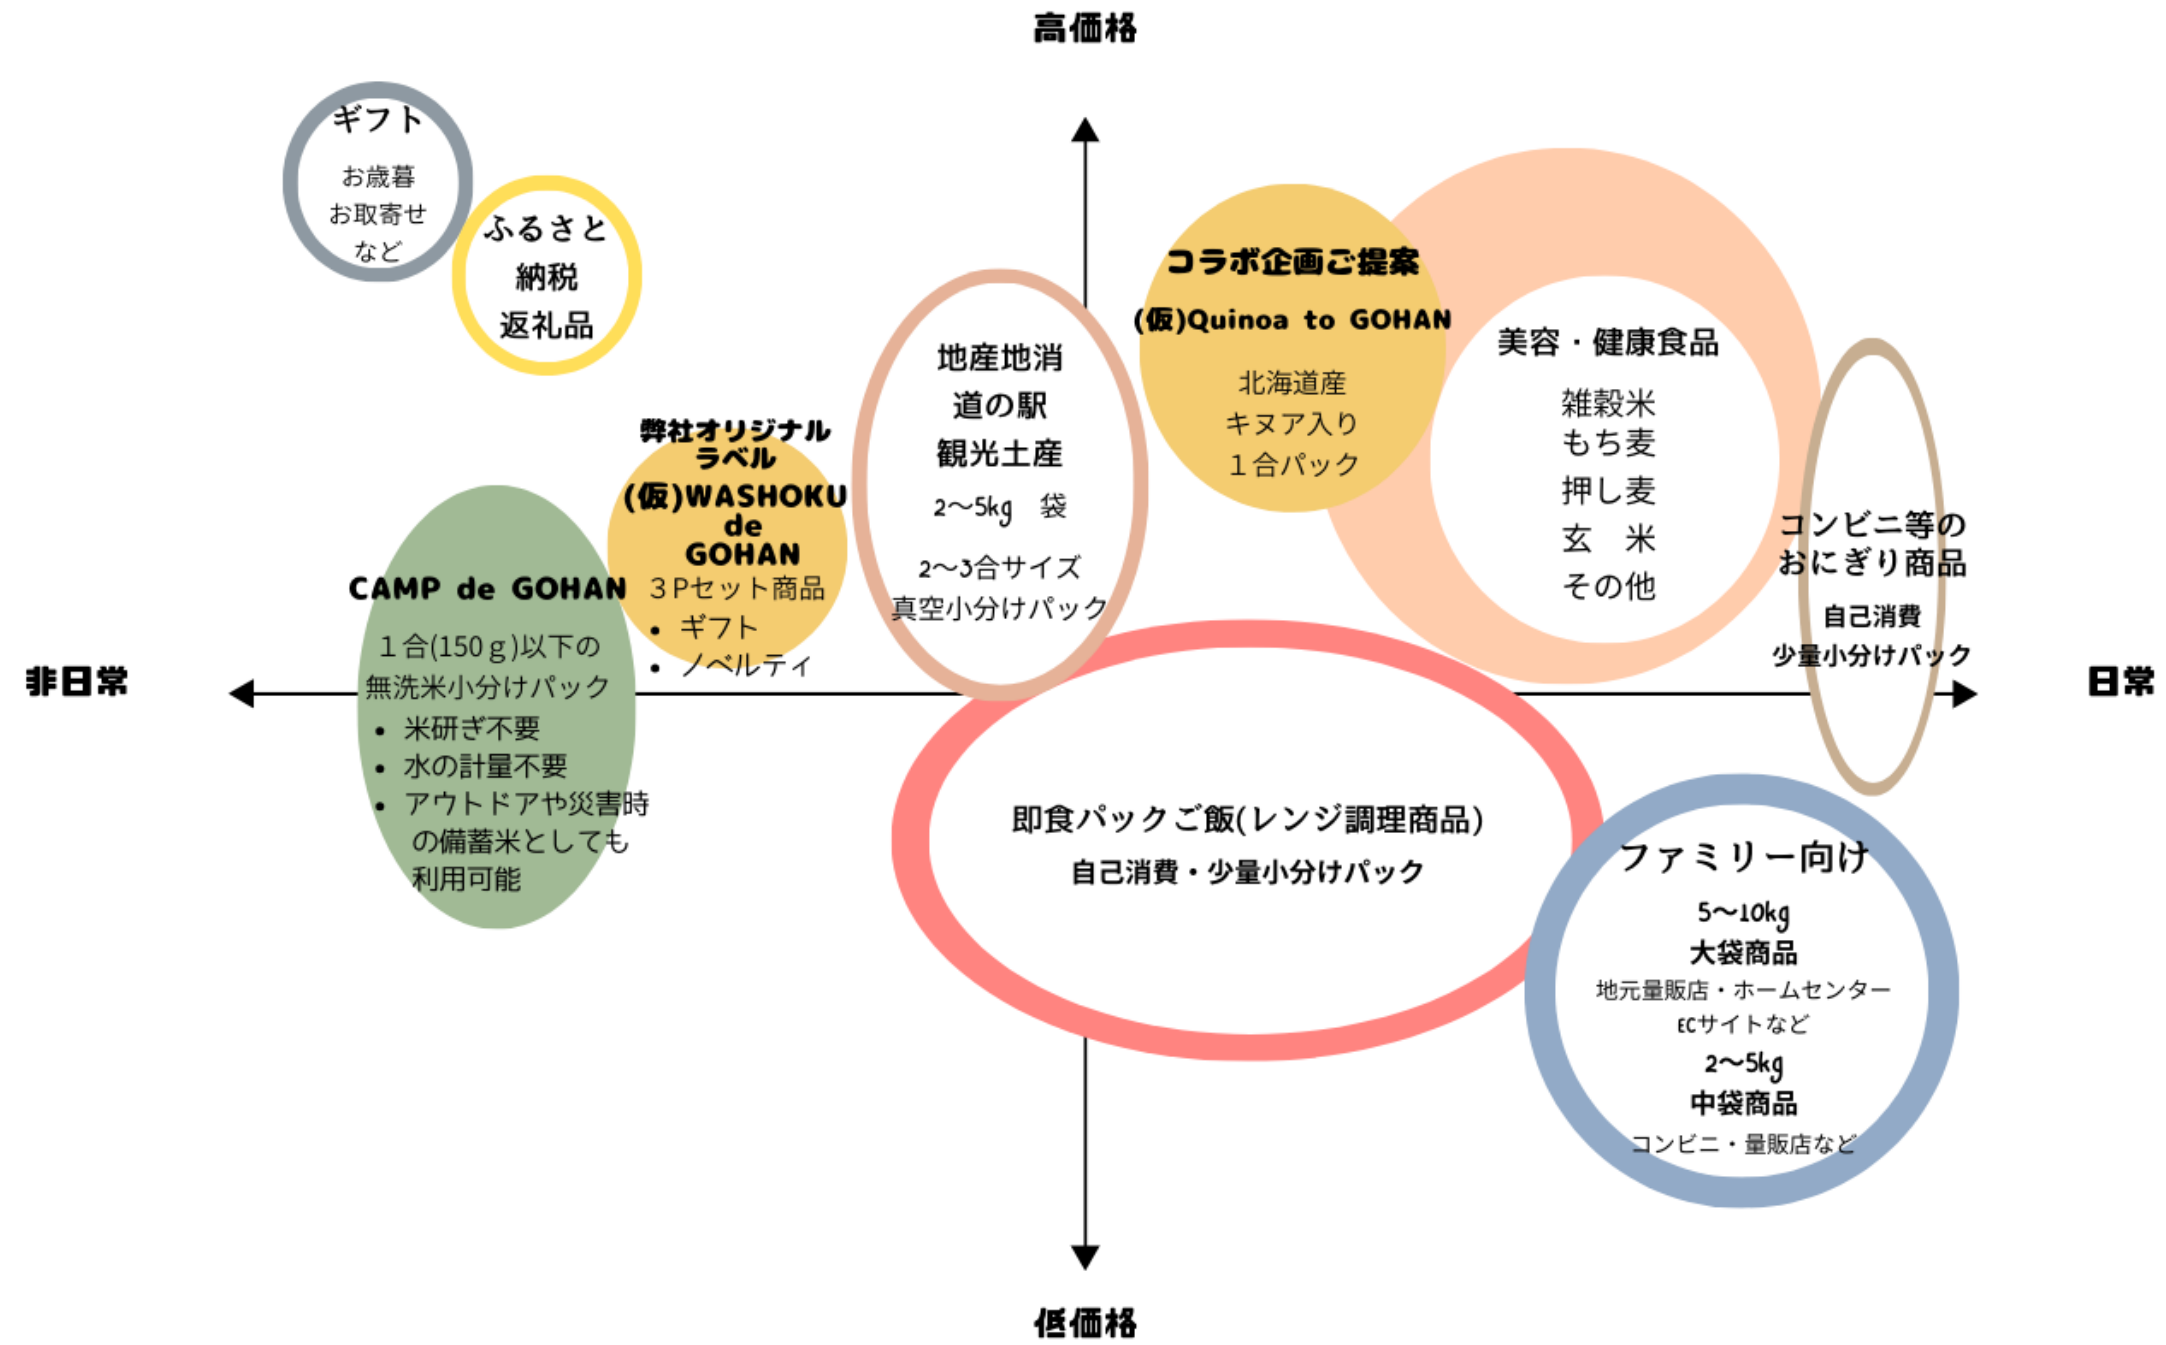 高価格
ギフト
お歳暮
お取寄せ
など
ふるさと
納税
返礼品
コラボ企画ご提案
(仮)Quinoa to GOHAN
北海道産
キヌア入り
１合パック
美容・健康食品
雑穀米
もち麦
押し麦
玄　米
その他
地産地消
道の駅
観光土産
2〜5kg　袋
2〜3合サイズ
真空小分けパック
弊社オリジナル
ラベル
(仮)WASHOKU
de
GOHAN
３Pセット商品
• ギフト
• ノベルティ
CAMP de GOHAN
１合(150ｇ)以下の
無洗米小分けパック
• 米研ぎ不要
• 水の計量不要
• アウトドアや災害時
の備蓄米としても
利用可能
コンビニ等の
おにぎり商品
自己消費
少量小分けパック
非日常
日常
即食パックご飯(レンジ調理商品)
自己消費・少量小分けパック
ファミリー向け
5〜10kg
大袋商品
地元量販店・ホームセンター
ECサイトなど
2〜5kg
中袋商品
コンビニ・量販店など
低価格